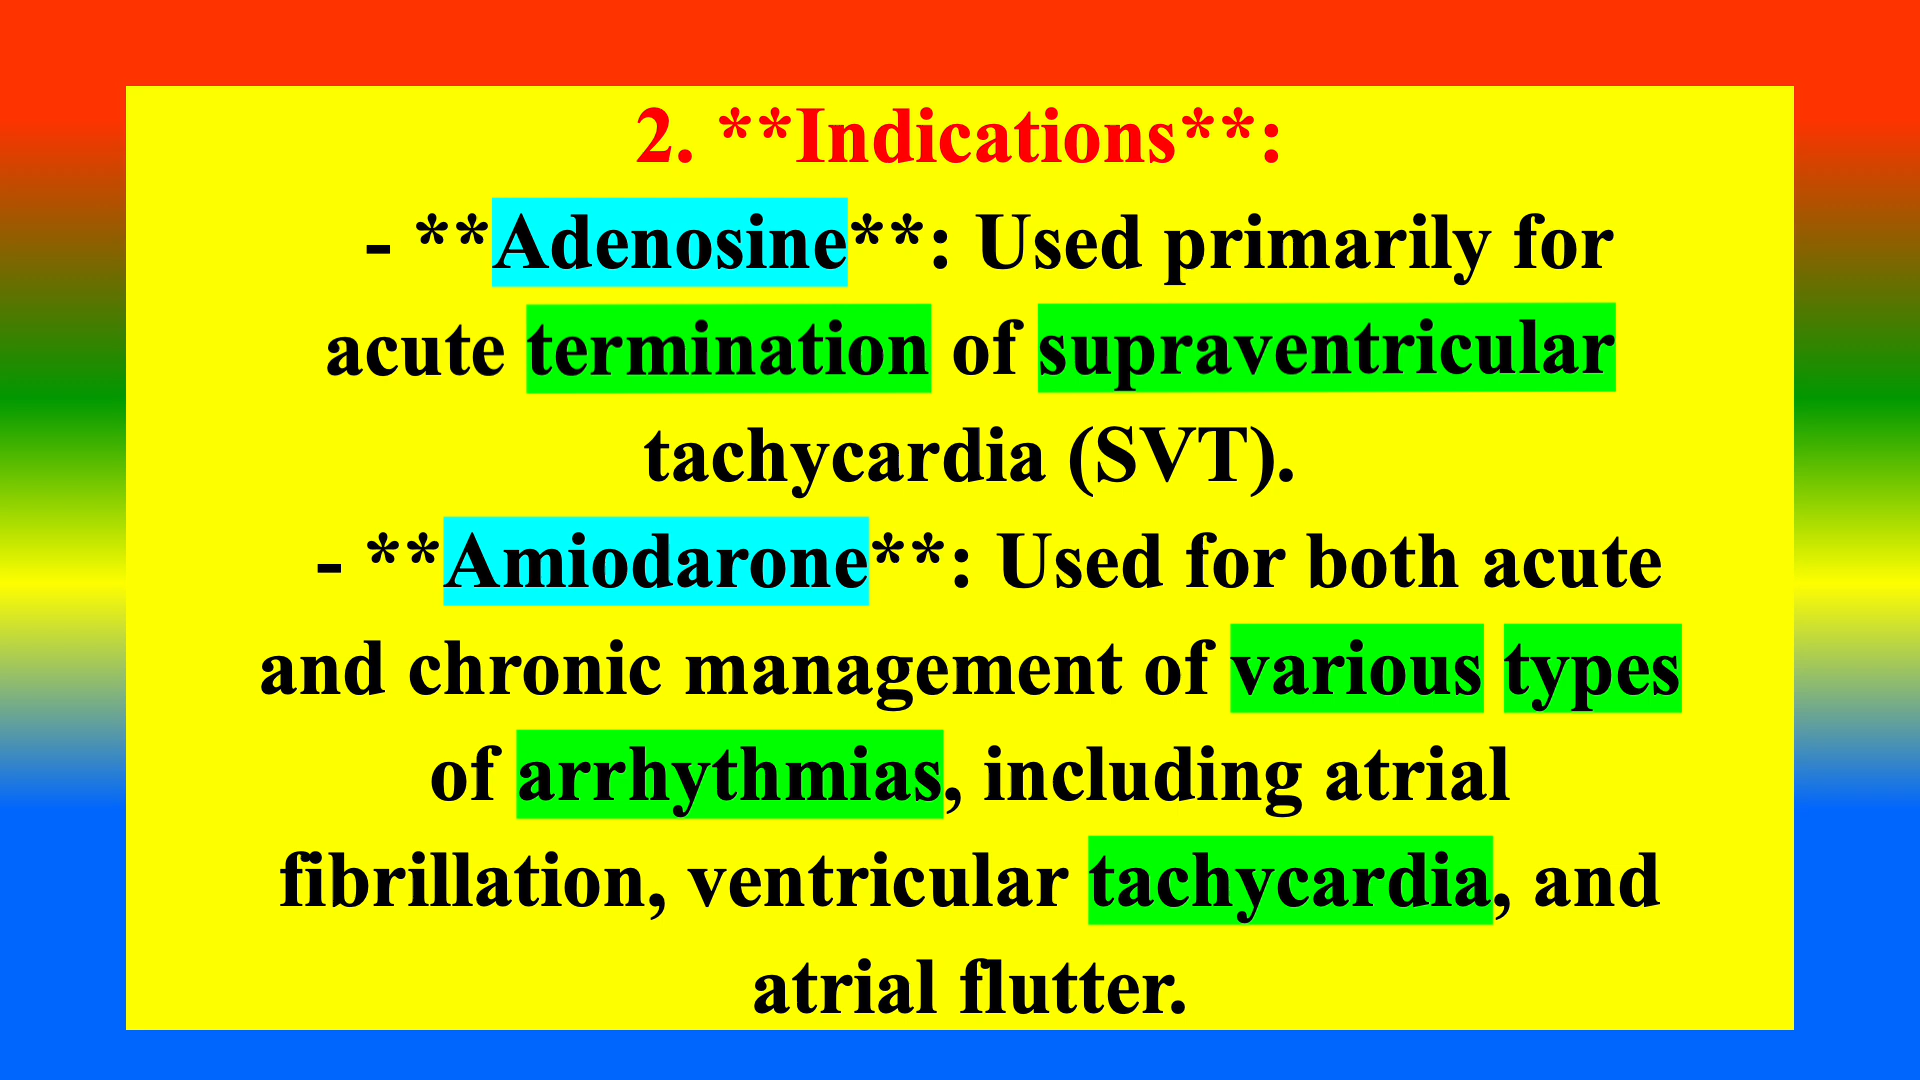 2. **Indications**:
- **Adenosine**: Used primarily for
acute termination of supraventricular
tachycardia (SVT).
- **Amiodarone**: Used for both acute
and chronic management of various types
of arrhythmias, including atrial
fibrillation, ventricular tachycardia, and
atrial flutter.